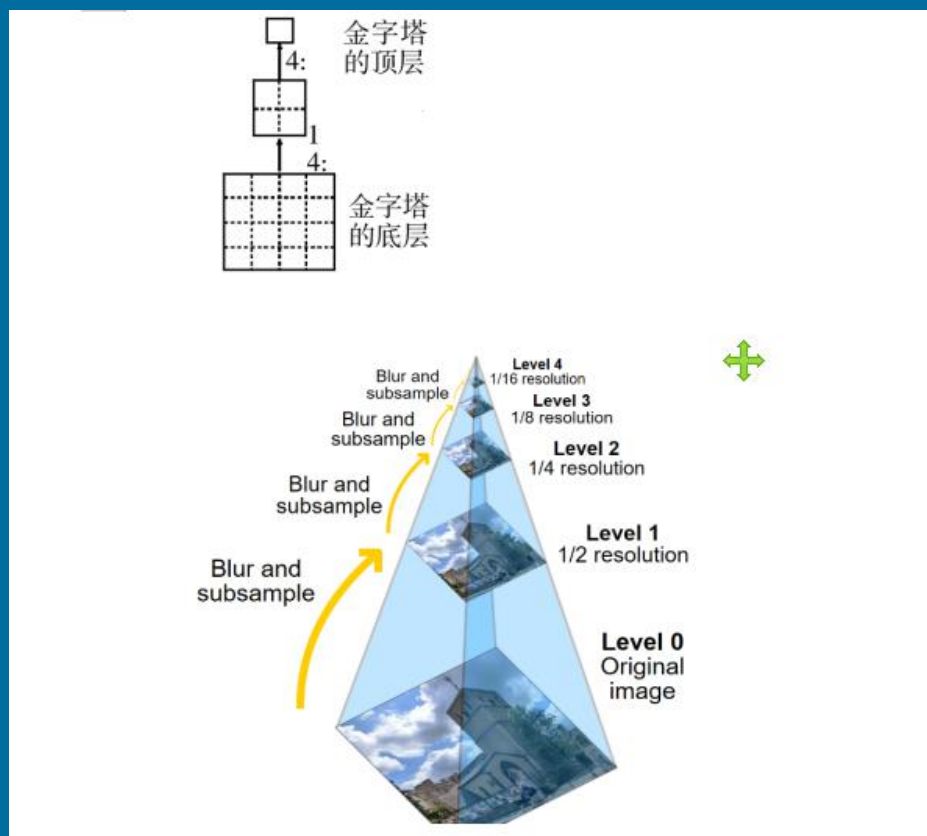 金字塔
的顶层
4:
1
4:
金字塔
的底层
Level 4
1/16 resolution
Blur and
subsample
Level 3
1/8 resolution
Blur and
subsample
Level 2
1/4 resolution
Blur and
subsample
Level 1
1/2 resolution
Blur and
subsample
Level 0
Original
image